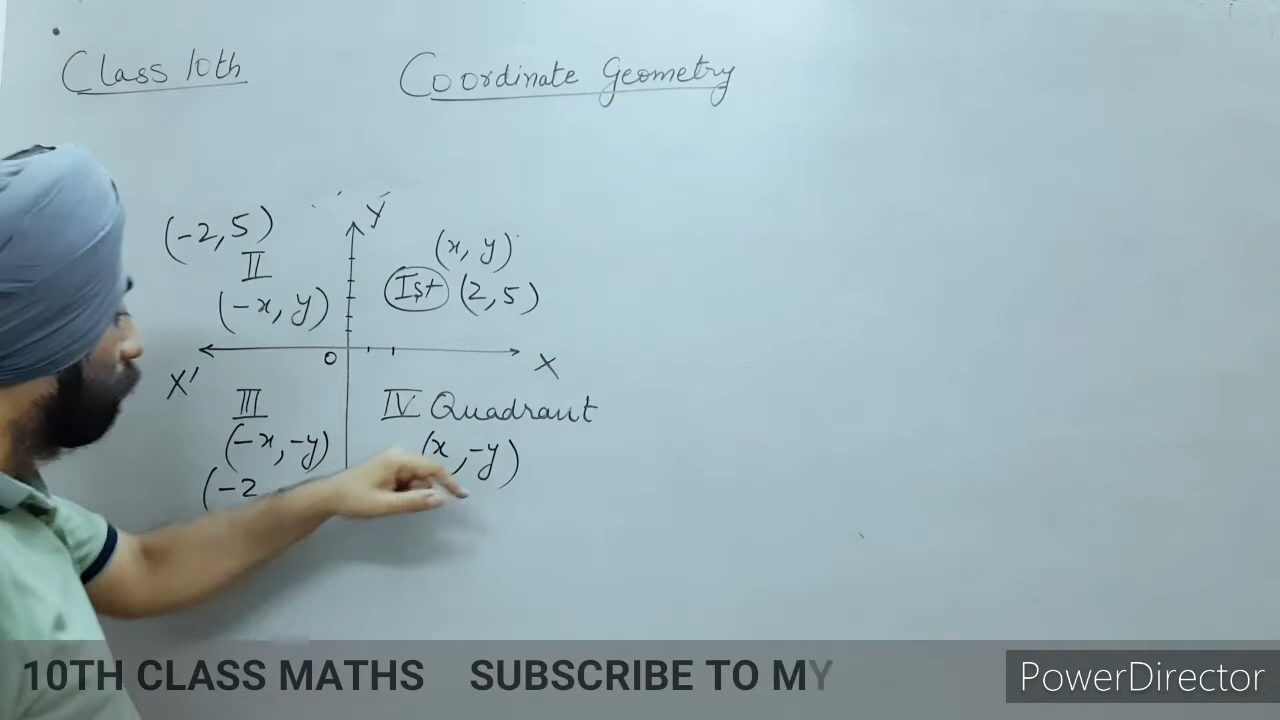 Class 10th
Coordinate Geometry
Y
(-2,5)
II
(-x, y)
(x, y)
Ist (2,5)
O
X
X'
III
(-x,-y)
(-2
IV Quadrant
(x,-y)
10TH CLASS MATHS SUBSCRIBE TO MY
PowerDirector